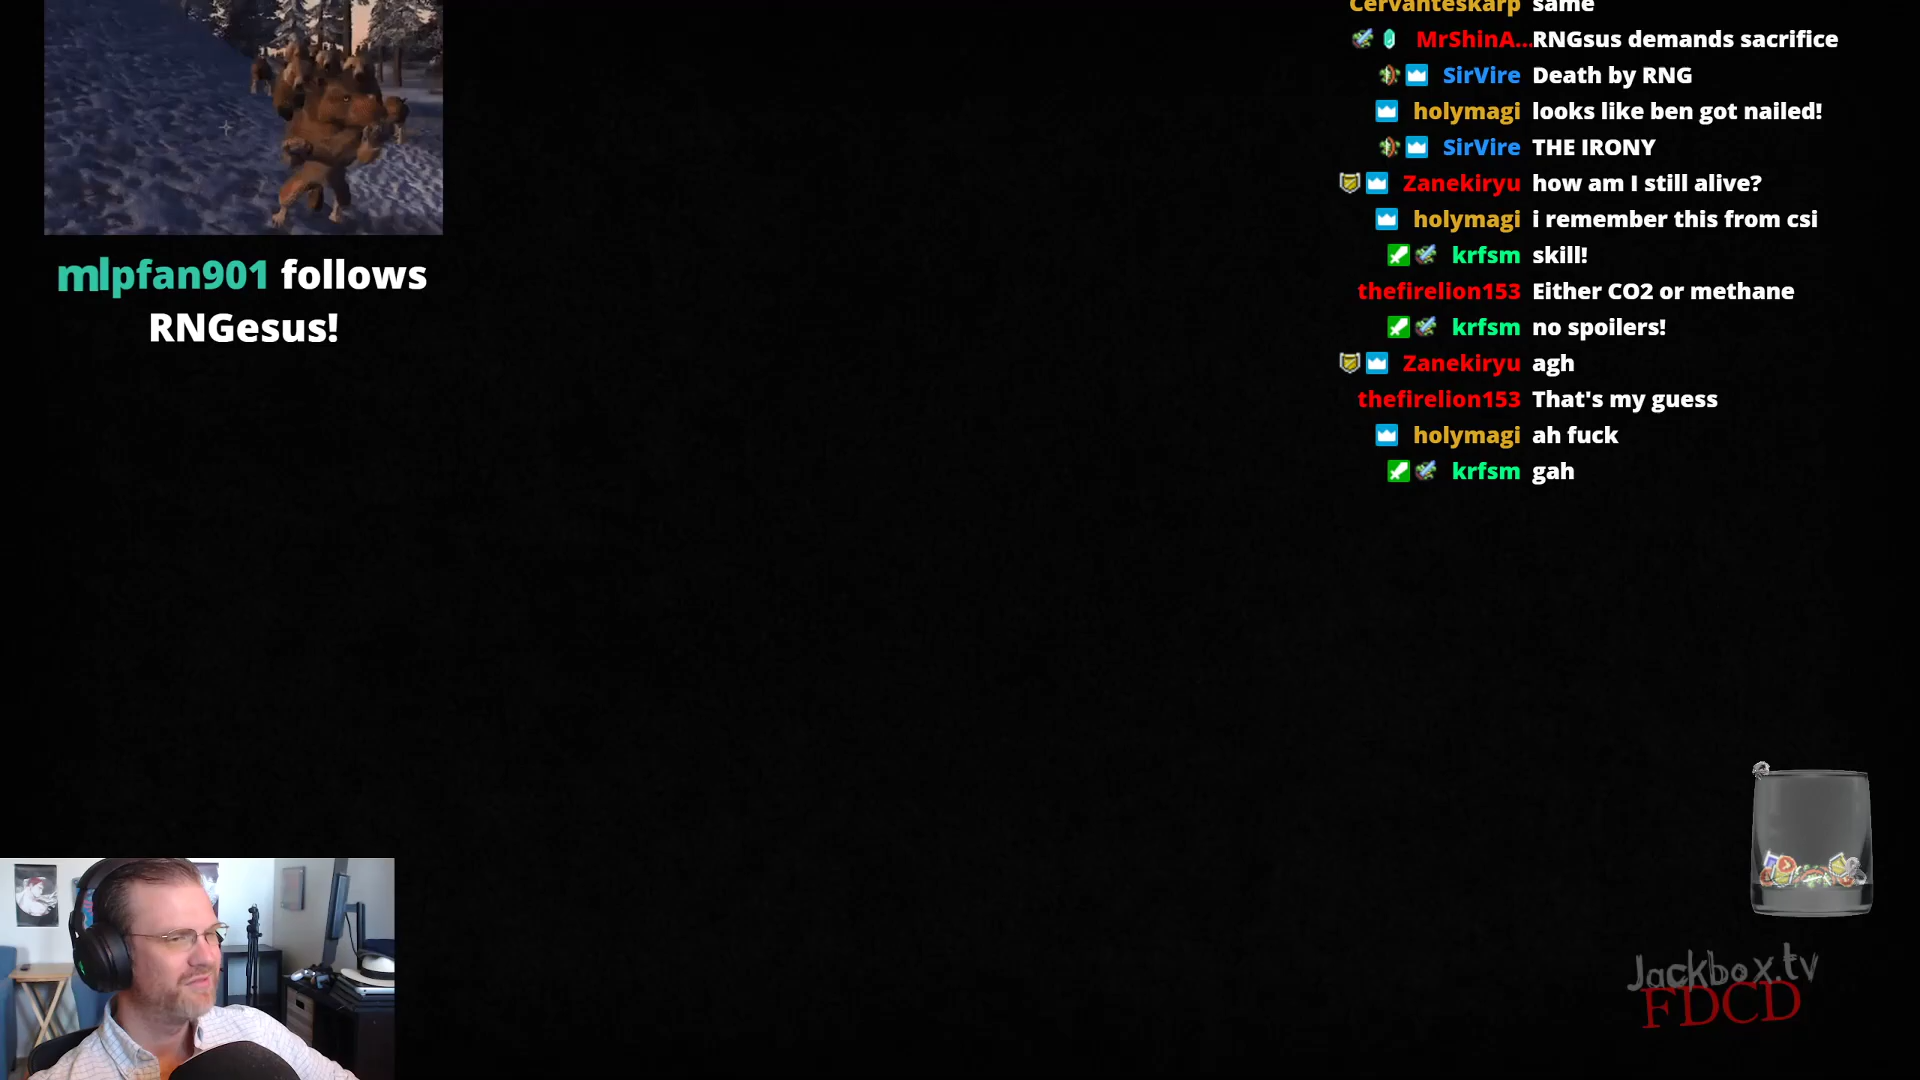 mlpfan901 follows
RNGesus!
Cervanteskarp same
MrShinA...RNGsus demands sacrifice
SirVire Death by RNG
holymagi looks like ben got nailed!
SirVire THE IRONY
Zanekiryu how am I still alive?
holymagi i remember this from csi
krfsm skill!
thefirelion153 Either CO2 or methane
krfsm no spoilers!
Zanekiryu agh
thefirelion153 That's my guess
holymagi ah fuck
krfsm gah
Jackbox.tv
FDCD